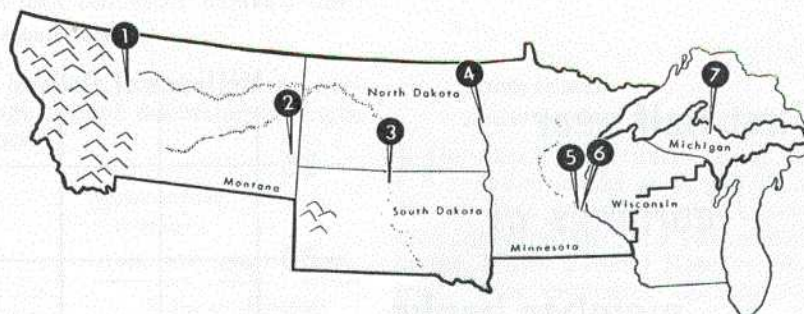 1
2
3
4
5
6
7
North Dakota
Michigan
Montana
South Dakota
Wisconsin
Minnesota